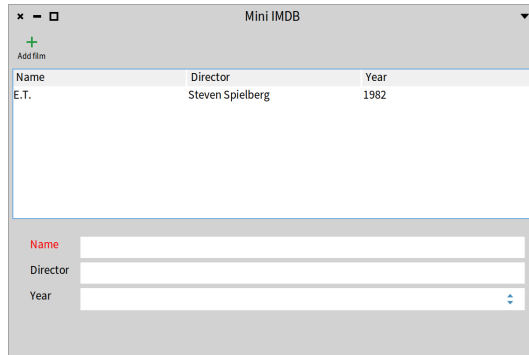 Mini IMDB
Add film
Name Director Year
E.T. Steven Spielberg 1982
Name
Director
Year